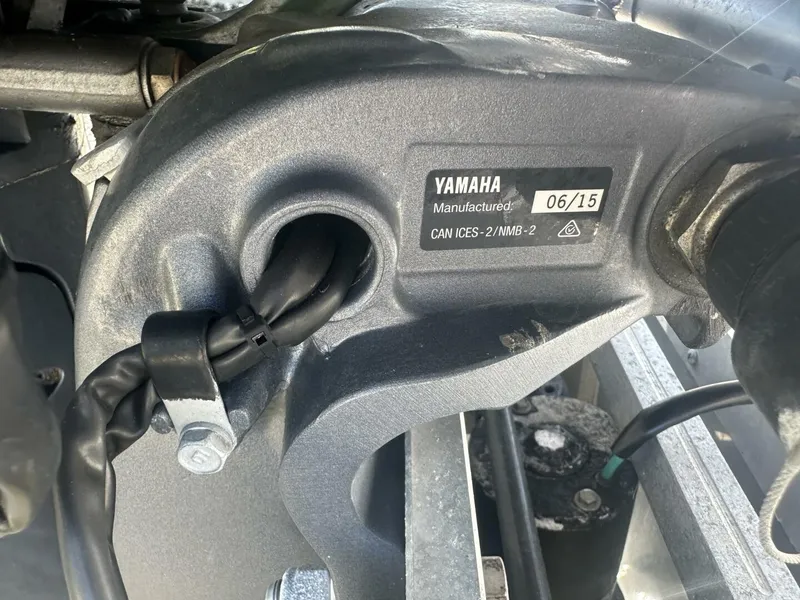 YAMAHA
Manufactured: 06/15
CAN ICES-2/NMB-2
E